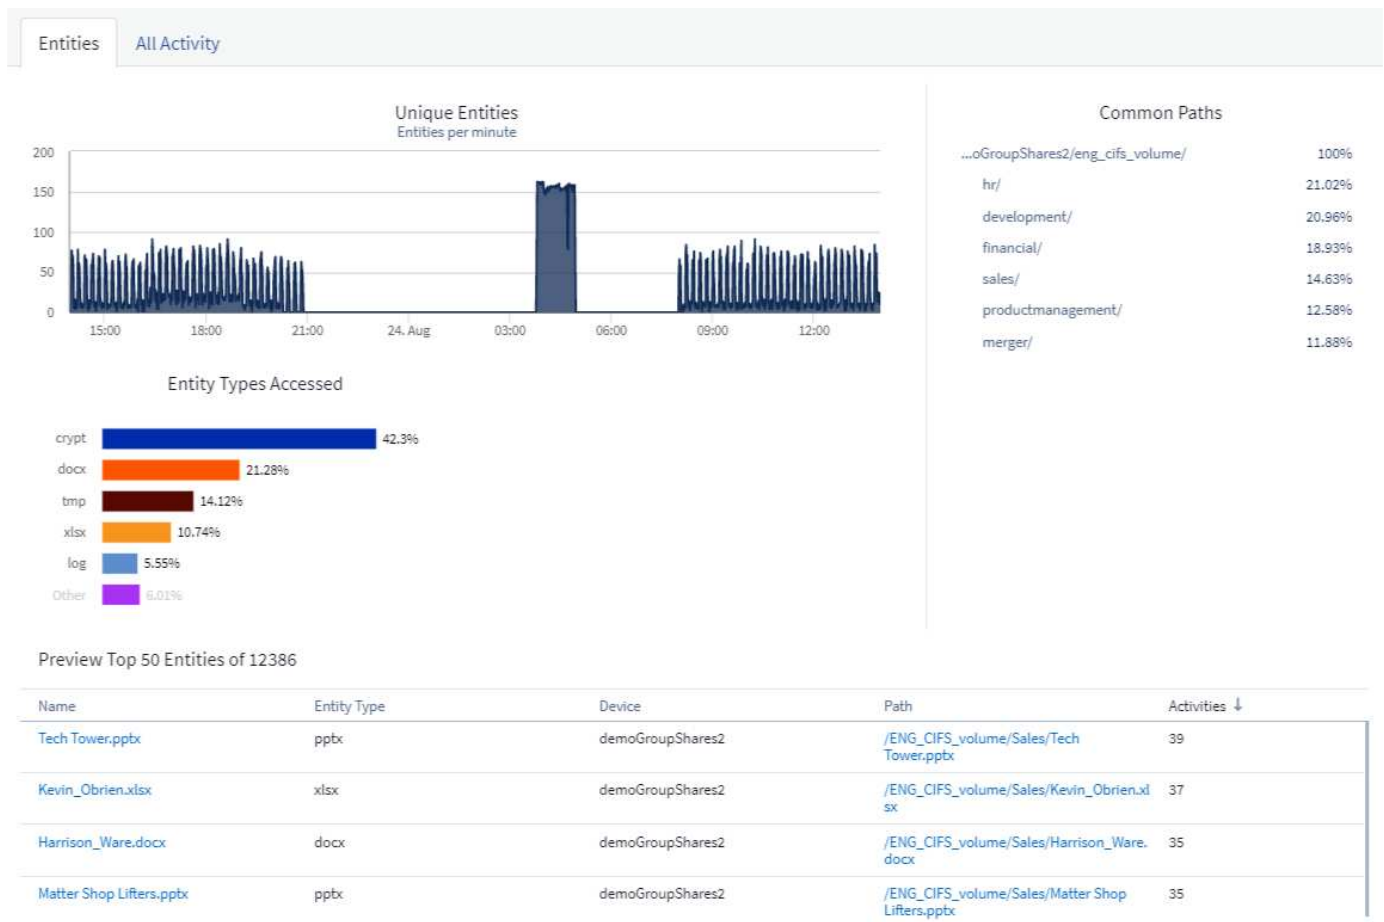 Entities All Activity
Unique Entities
Entities per minute
200
150
100
50
0
15:00 18:00 21:00 24. Aug 03:00 06:00 09:00 12:00
Common Paths
...oGroupShares2/eng_cifs_volume/ 100%
hr/ 21.02%
development/ 20.96%
financial/ 18.93%
sales/ 14.63%
productmanagement/ 12.58%
merger/ 11.88%
Entity Types Accessed
crypt 42.3%
docx 21.28%
tmp 14.12%
xlsx 10.74%
log 5.55%
Other 6.01%
Preview Top 50 Entities of 12386
Name Entity Type Device Path Activities ↓
Tech Tower.pptx pptx demoGroupShares2 /ENG_CIFS_volume/Sales/Tech 39
Tower.pptx
Kevin_Obrien.xlsx xlsx demoGroupShares2 /ENG_CIFS_volume/Sales/Kevin_Obrien.xl 37
sx
Harrison_Ware.docx docx demoGroupShares2 /ENG_CIFS_volume/Sales/Harrison_Ware. 35
docx
Matter Shop Lifters.pptx pptx demoGroupShares2 /ENG_CIFS_volume/Sales/Matter Shop 35
Lifters.pptx